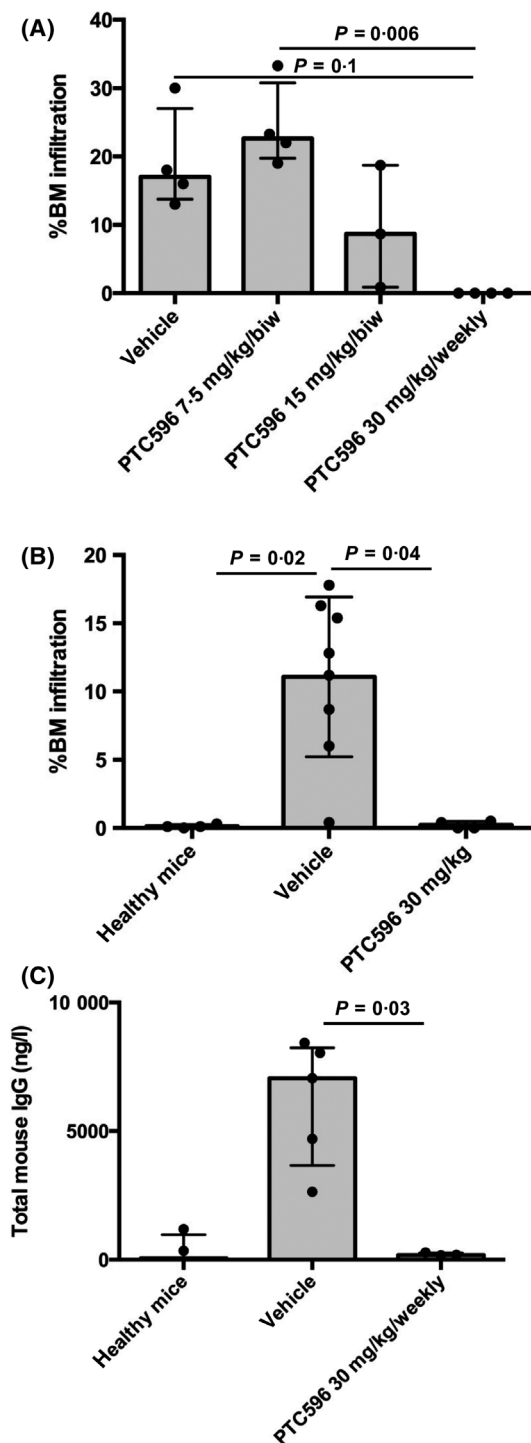 (A)
P = 0·006
P = 0·1
40
30
20
10
0
%BM infiltration
Vehicle
PTC596 7·5 mg/kg/biw
PTC596 15 mg/kg/biw
PTC596 30 mg/kg/weekly
(B)
P = 0·02
P = 0·04
20
15
10
5
0
%BM infiltration
Healthy mice
Vehicle
PTC596 30 mg/kg
(C)
P = 0·03
10 000
5000
0
Total mouse IgG (ng/l)
Healthy mice
Vehicle
PTC596 30 mg/kg/weekly